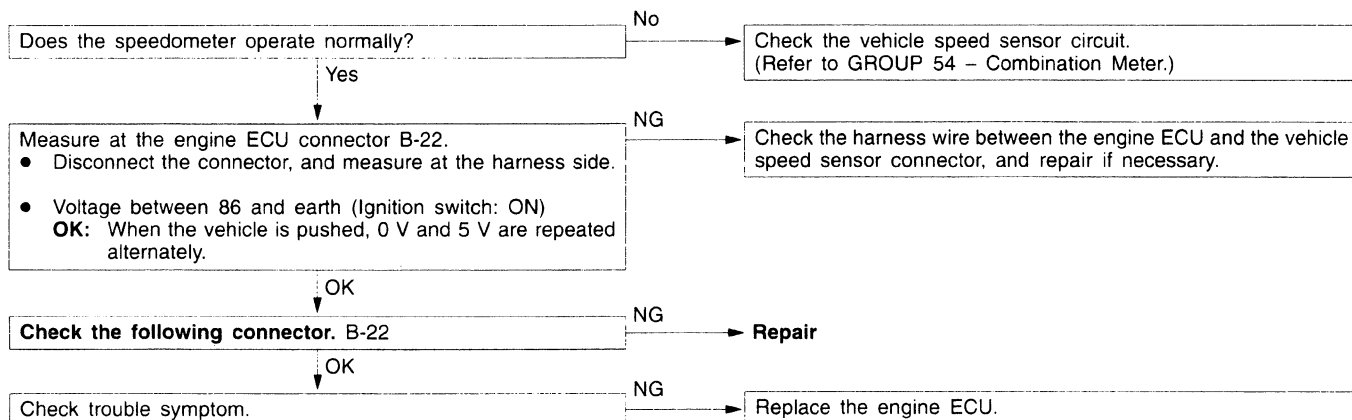 Does the speedometer operate normally?
No
Check the vehicle speed sensor circuit.
(Refer to GROUP 54 – Combination Meter.)
Yes
Measure at the engine ECU connector B-22.
● Disconnect the connector, and measure at the harness side.
● Voltage between 86 and earth (Ignition switch: ON)
OK: When the vehicle is pushed, 0 V and 5 V are repeated
alternately.
NG
Check the harness wire between the engine ECU and the vehicle
speed sensor connector, and repair if necessary.
OK
Check the following connector. B-22
NG
Repair
OK
Check trouble symptom.
NG
Replace the engine ECU.